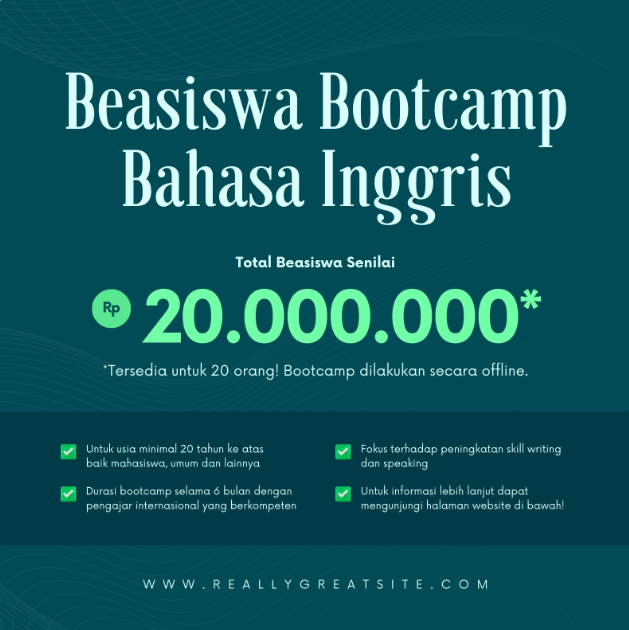 Beasiswa Bootcamp
Bahasa Inggris
Total Beasiswa Senilai
Rp 20.000.000*
*Tersedia untuk 20 orang! Bootcamp dilakukan secara offline.
Untuk usia minimal 20 tahun ke atas
baik mahasiswa, umum dan lainnya
Durasi bootcamp selama 6 bulan dengan
pengajar internasional yang berkompeten
Fokus terhadap peningkatan skill writing
dan speaking
Untuk informasi lebih lanjut dapat
mengunjungi halaman website di bawah!
WWW.REALLYGREATSITE.COM